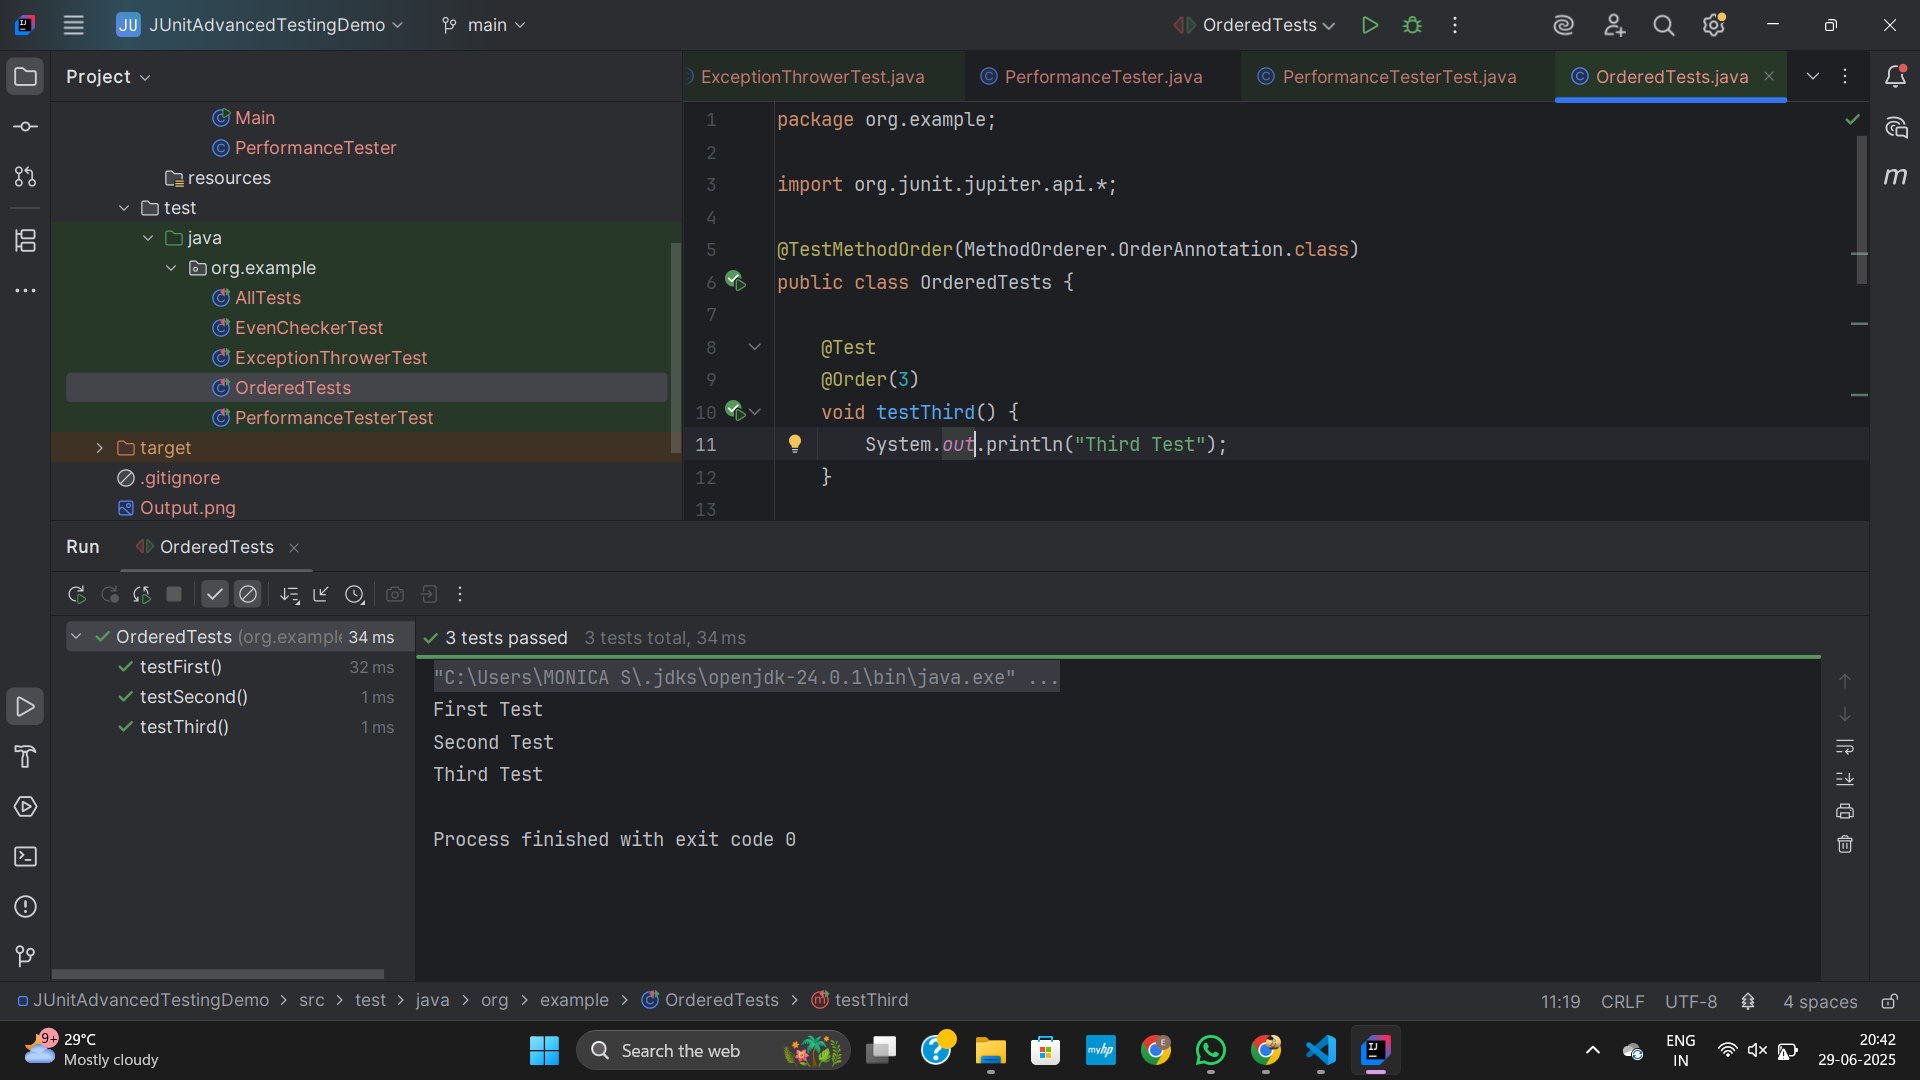 JU JUnitAdvancedTestingDemo main OrderedTests
Project
ExceptionThrowerTest.java PerformanceTester.java PerformanceTesterTest.java OrderedTests.java
Main
PerformanceTester
resources
test
java
org.example
AllTests
EvenCheckerTest
ExceptionThrowerTest
OrderedTests
PerformanceTesterTest
target
.gitignore
Output.png
1 package org.example;
2
3 import org.junit.jupiter.api.*;
4
5 @TestMethodOrder(MethodOrderer.OrderAnnotation.class)
6 public class OrderedTests {
7
8 @Test
9 @Order(3)
10 void testThird() {
11 System.out.println("Third Test");
12 }
13
Run OrderedTests
OrderedTests (org.example 34 ms
testFirst() 32 ms
testSecond() 1 ms
testThird() 1 ms
3 tests passed 3 tests total, 34 ms
"C:\Users\MONICA S\.jdks\openjdk-24.0.1\bin\java.exe" ...
First Test
Second Test
Third Test
Process finished with exit code 0
JUnitAdvancedTestingDemo > src > test > java > org > example > OrderedTests > testThird
11:19 CRLF UTF-8 4 spaces
9+ 29°C
Mostly cloudy
Search the web
ENG
IN
20:42
29-06-2025